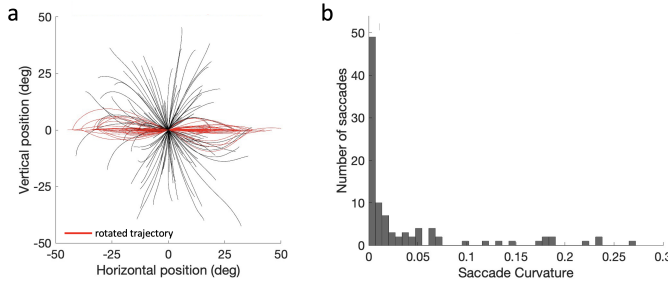 a
b
50
25
0
-25
-50
Vertical position (deg)
rotated trajectory
-50 -25 0 25 50
Horizontal position (deg)
50
40
30
20
10
0
Number of saccades
0 0.05 0.1 0.15 0.2 0.25 0.3
Saccade Curvature